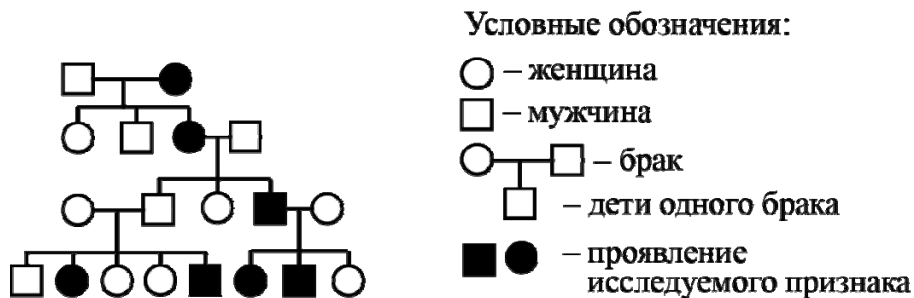 Условные обозначения:
– женщина
– мужчина
– брак
– дети одного брака
– проявление
исследуемого признака